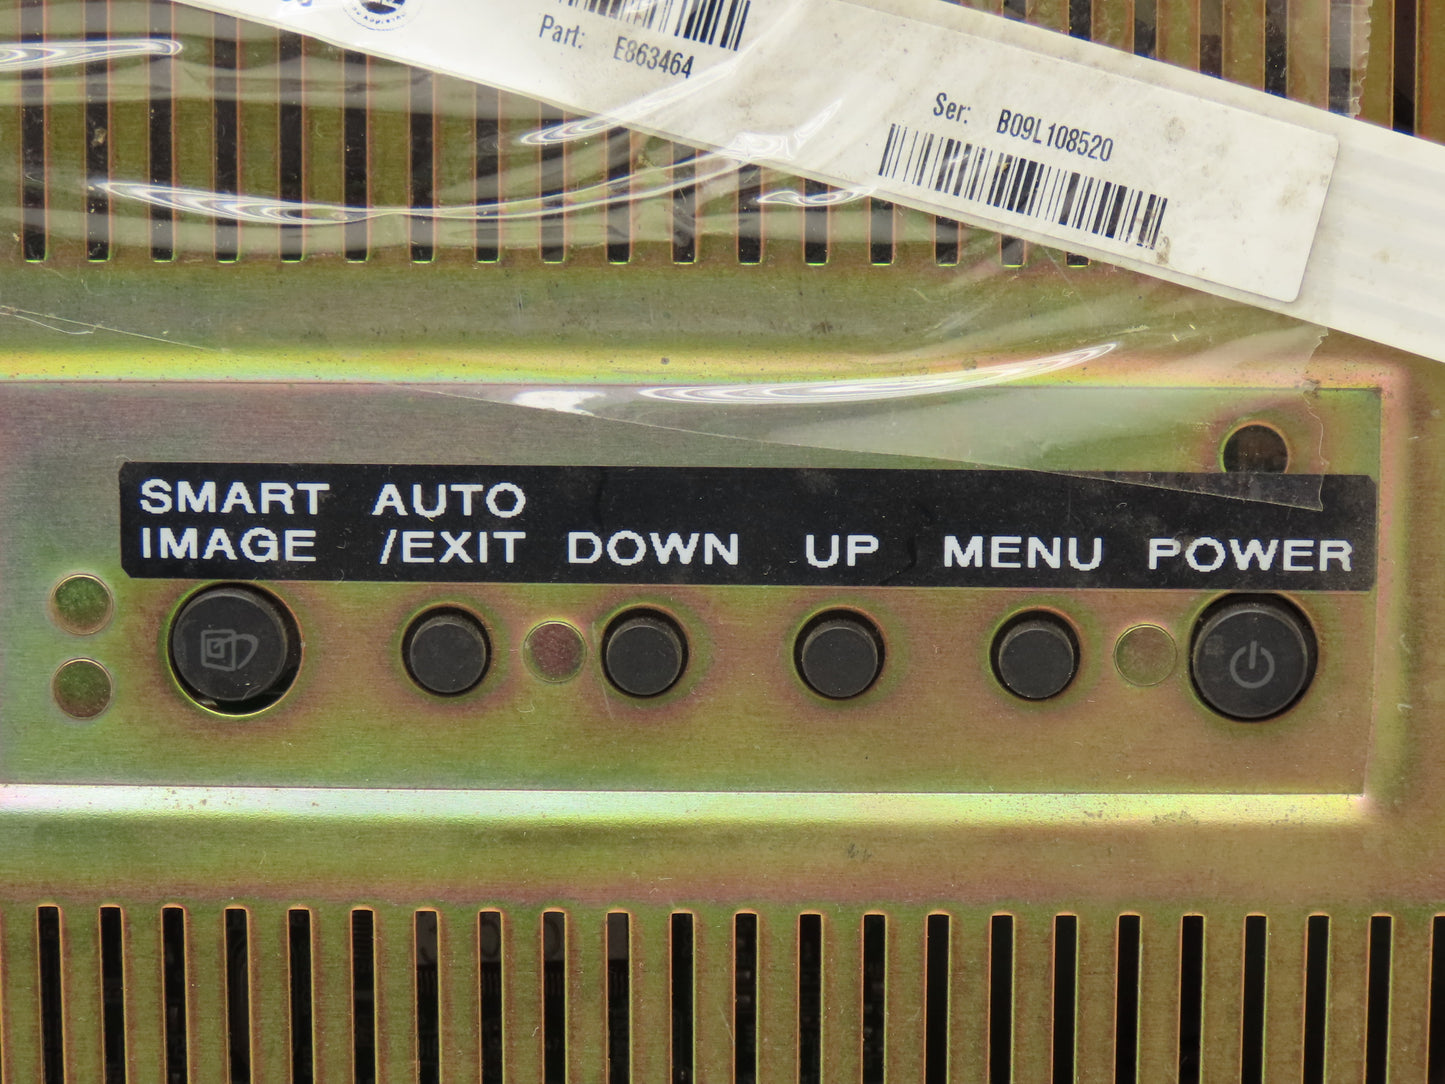 Part: E863464
Ser: B09L108520
SMART AUTO
IMAGE /EXIT DOWN UP MENU POWER